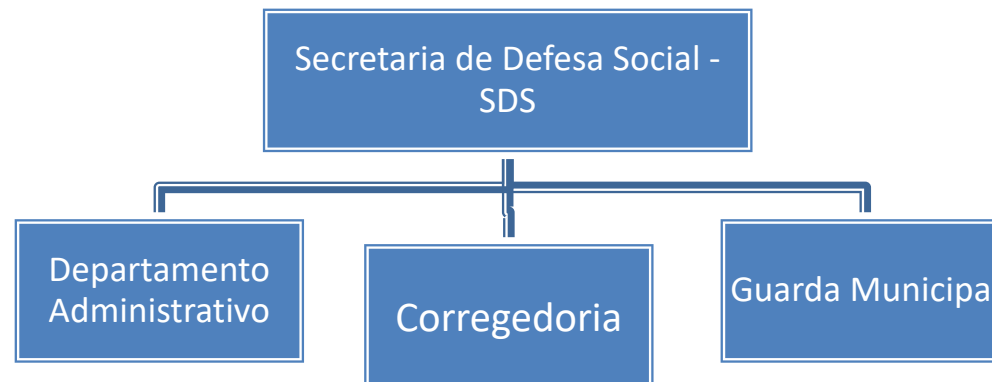 Secretaria de Defesa Social -
SDS
Departamento
Administrativo
Corregedoria
Guarda Municipa